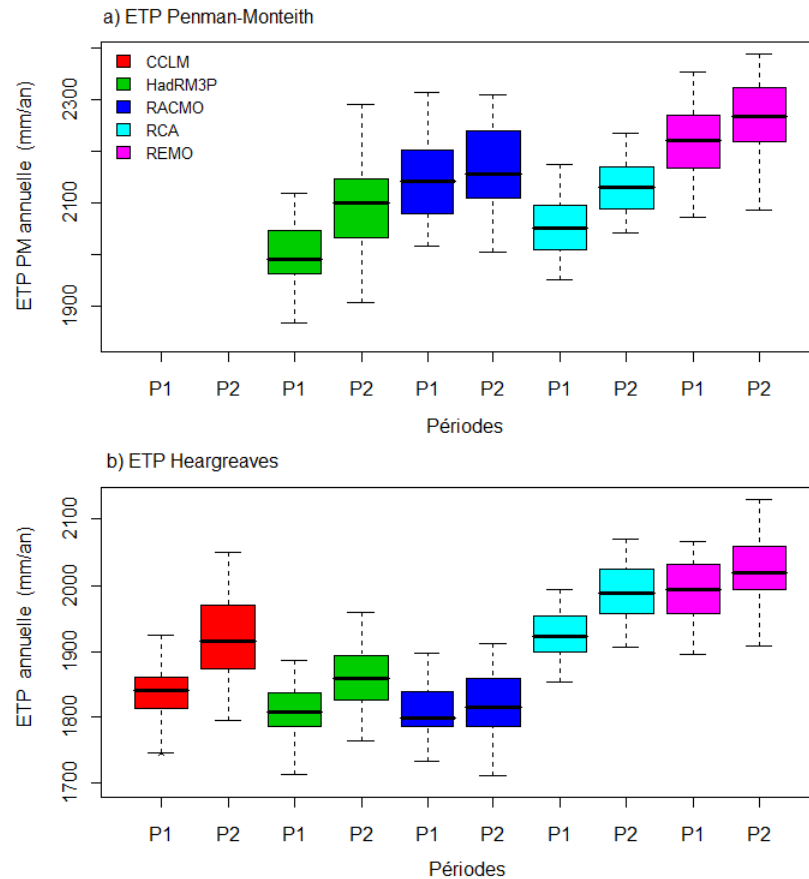 a) ETP Penman-Monteith
ETP PM annuelle (mm/an)
2300
2100
1900
CCLM
HadRM3P
RACMO
RCA
REMO
P1 P2 P1 P2 P1 P2 P1 P2 P1 P2
Périodes
b) ETP Heargreaves
ETP annuelle (mm/an)
2100
2000
1900
1800
1700
P1 P2 P1 P2 P1 P2 P1 P2 P1 P2
Périodes